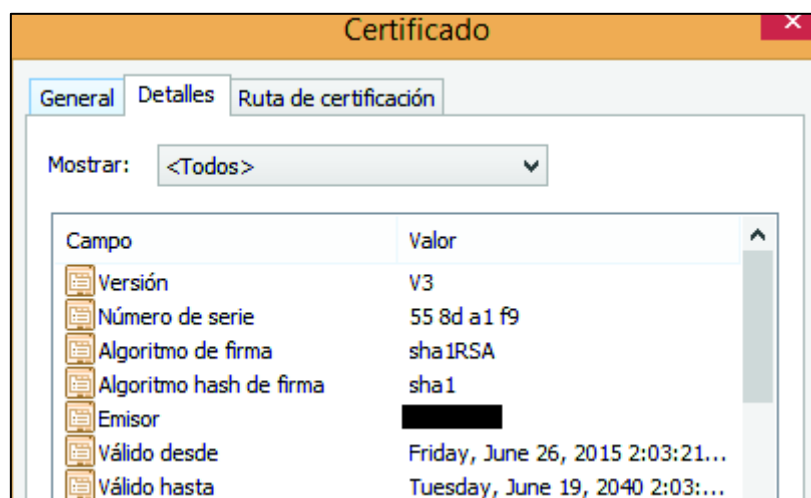 Certificado
General Detalles Ruta de certificación
Mostrar: <Todos>
Campo Valor
Versión V3
Número de serie 55 8d a1 f9
Algoritmo de firma sha1RSA
Algoritmo hash de firma sha1
Emisor
Válido desde Friday, June 26, 2015 2:03:21...
Válido hasta Tuesday, June 19, 2040 2:03:...